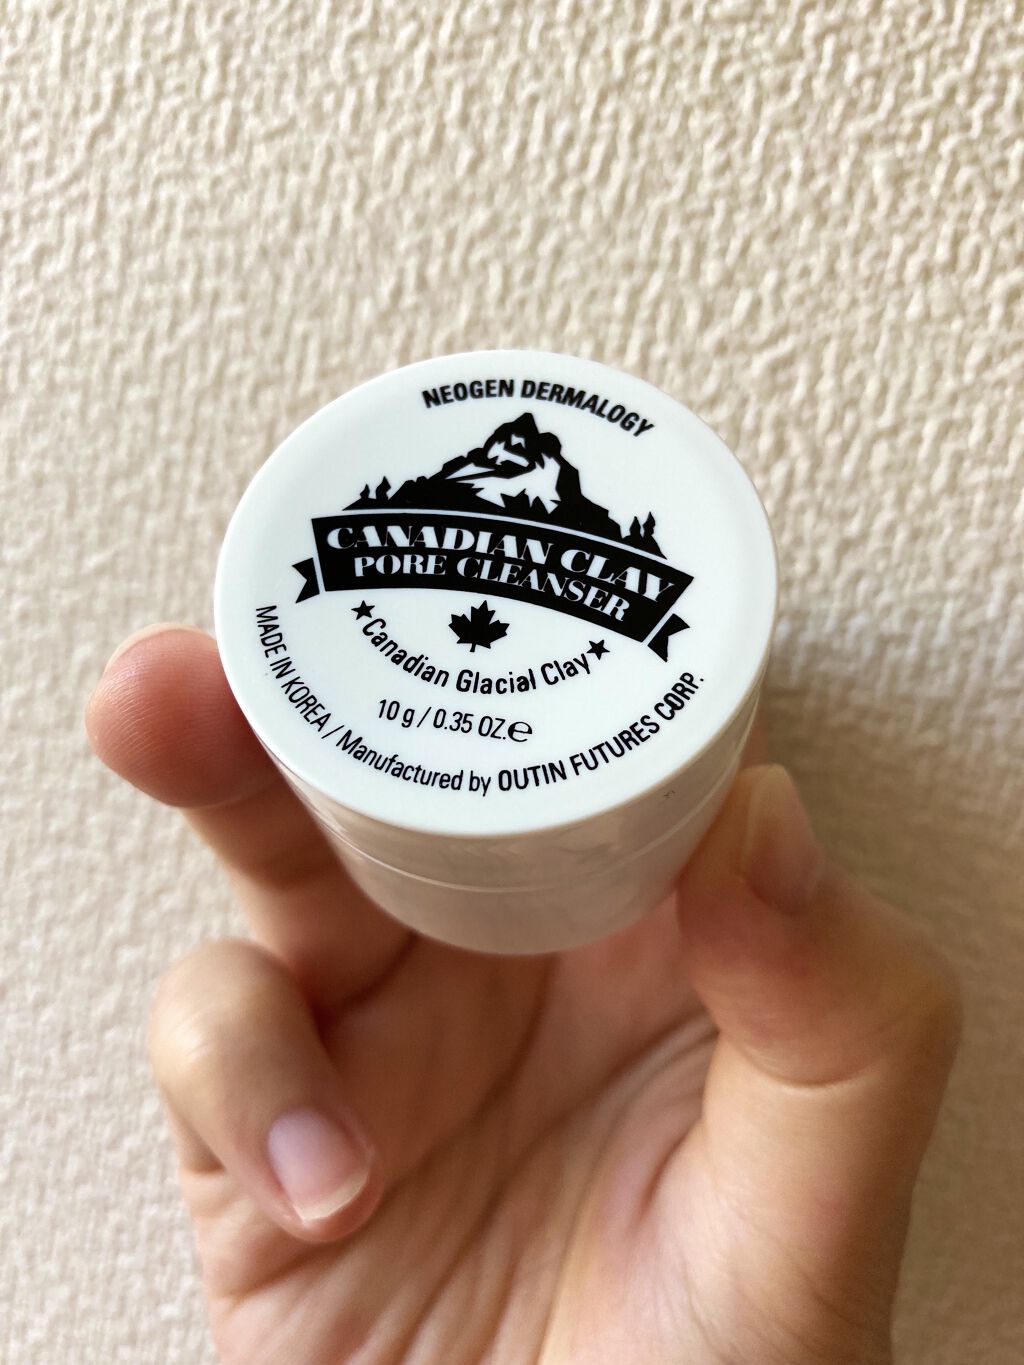 NEOGEN DERMALOGY
CANADIAN CLAY
PORE CLEANSER
Canadian Glacial Clay
10 g / 0.35 OZ.℮
MADE IN KOREA / Manufactured by OUTIN FUTURES CORP.